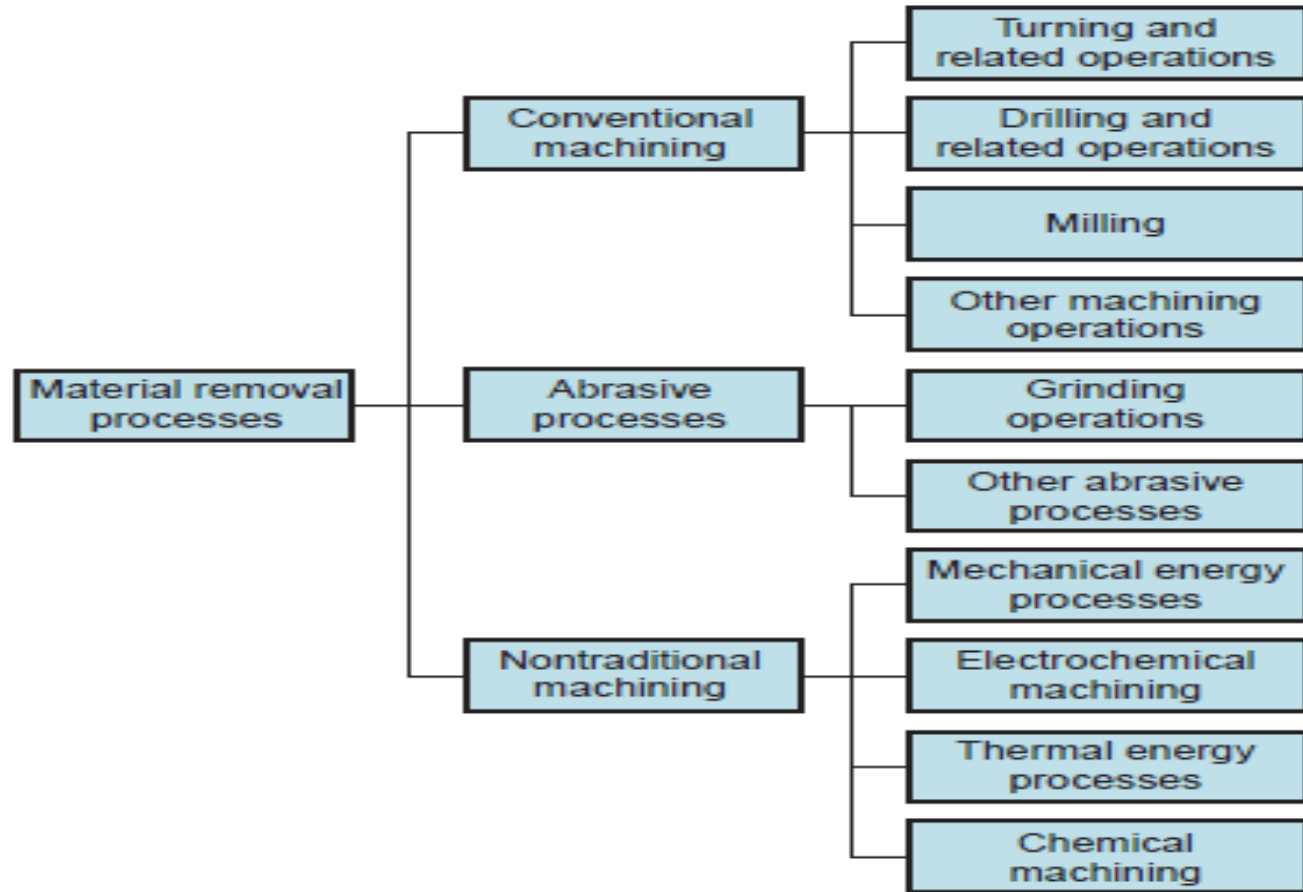 Material removal
processes
Conventional
machining
Turning and
related operations
Drilling and
related operations
Milling
Other machining
operations
Abrasive
processes
Grinding
operations
Other abrasive
processes
Nontraditional
machining
Mechanical energy
processes
Electrochemical
machining
Thermal energy
processes
Chemical
machining